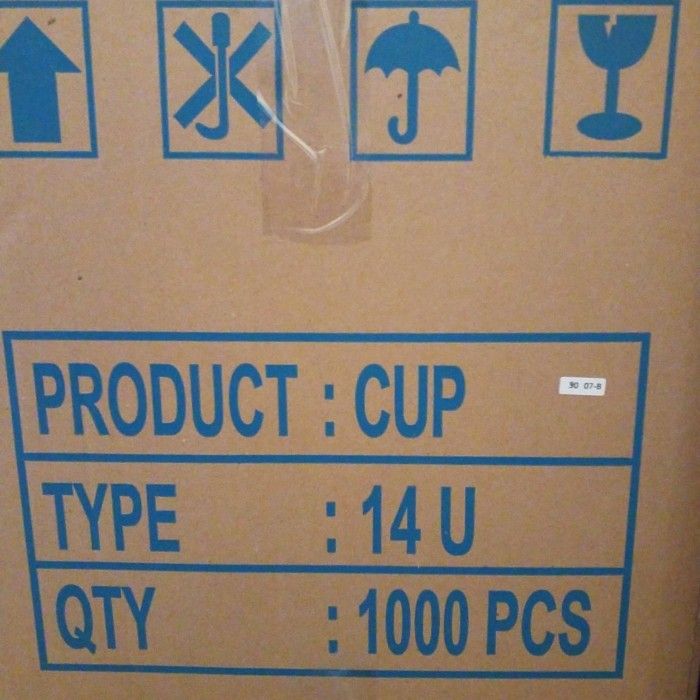 PRODUCT : CUP
90 07-B
TYPE : 14 U
QTY : 1000 PCS